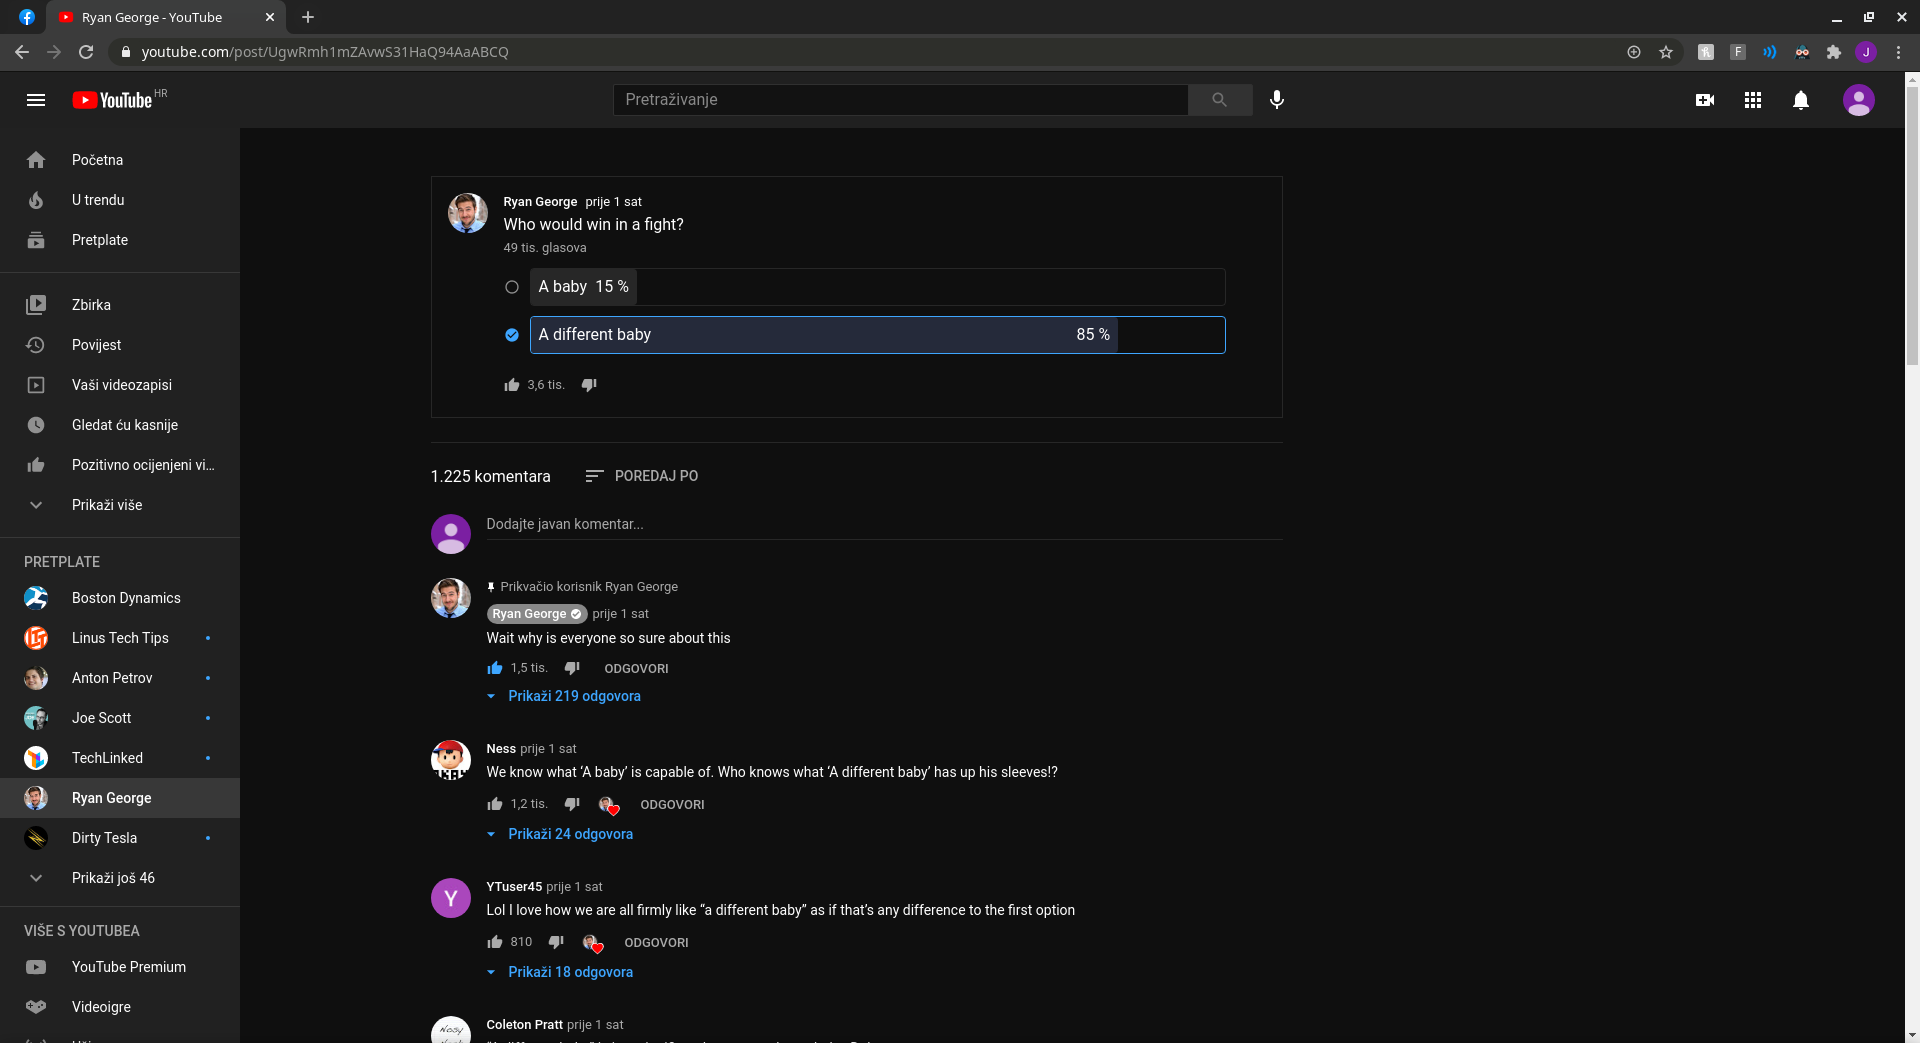 Ryan George - YouTube
youtube.com/post/UgwRmh1mZAvwS31HaQ94AaABCQ
F
J
YouTube HR
Pretraživanje
Početna
U trendu
Pretplate
Zbirka
Povijest
Vaši videozapisi
Gledat ću kasnije
Pozitivno ocijenjeni vi...
Prikaži više
PRETPLATE
Boston Dynamics
Linus Tech Tips
Anton Petrov
Joe Scott
TechLinked
Ryan George
Dirty Tesla
Prikaži još 46
VIŠE S YOUTUBEA
YouTube Premium
Videoigre
Ryan George prije 1 sat
Who would win in a fight?
49 tis. glasova
A baby 15 %
A different baby 85 %
3,6 tis.
1.225 komentara POREDAJ PO
Dodajte javan komentar...
Prikvačio korisnik Ryan George
Ryan George prije 1 sat
Wait why is everyone so sure about this
1,5 tis. ODGOVORI
Prikaži 219 odgovora
Ness prije 1 sat
We know what ‘A baby’ is capable of. Who knows what ‘A different baby’ has up his sleeves!?
1,2 tis. ODGOVORI
Prikaži 24 odgovora
Y
YTuser45 prije 1 sat
Lol I love how we are all firmly like “a different baby” as if that’s any difference to the first option
810 ODGOVORI
Prikaži 18 odgovora
Coleton Pratt prije 1 sat